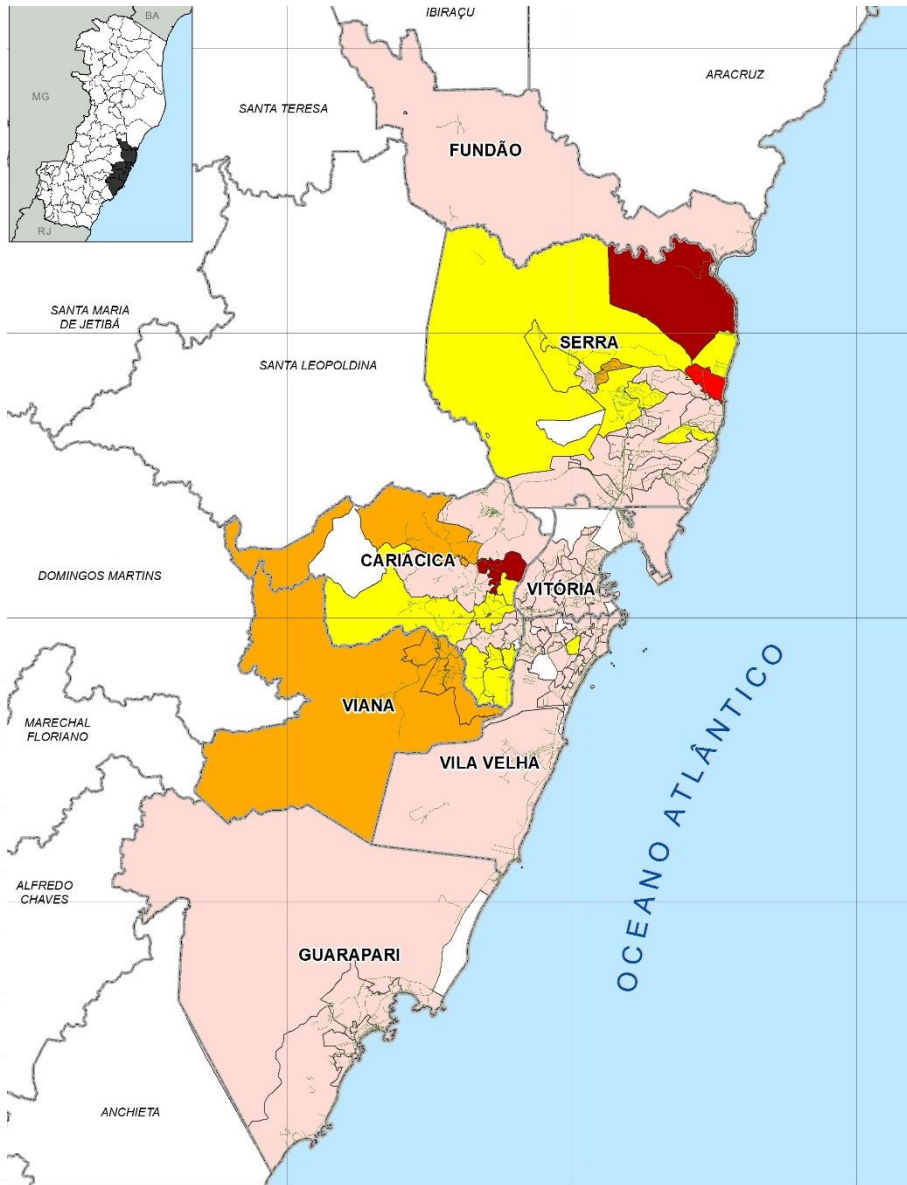 BA
MG
RJ
IBIRAÇU
ARACRUZ
SANTA TERESA
FUNDÃO
SANTA MARIA
DE JETIBÁ
SERRA
SANTA LEOPOLDINA
CARIACICA
DOMINGOS MARTINS
VITÓRIA
VIANA
MARECHAL
FLORIANO
VILA VELHA
OCEANO ATLÂNTICO
ALFREDO
CHAVES
GUARAPARI
ANCHIETA